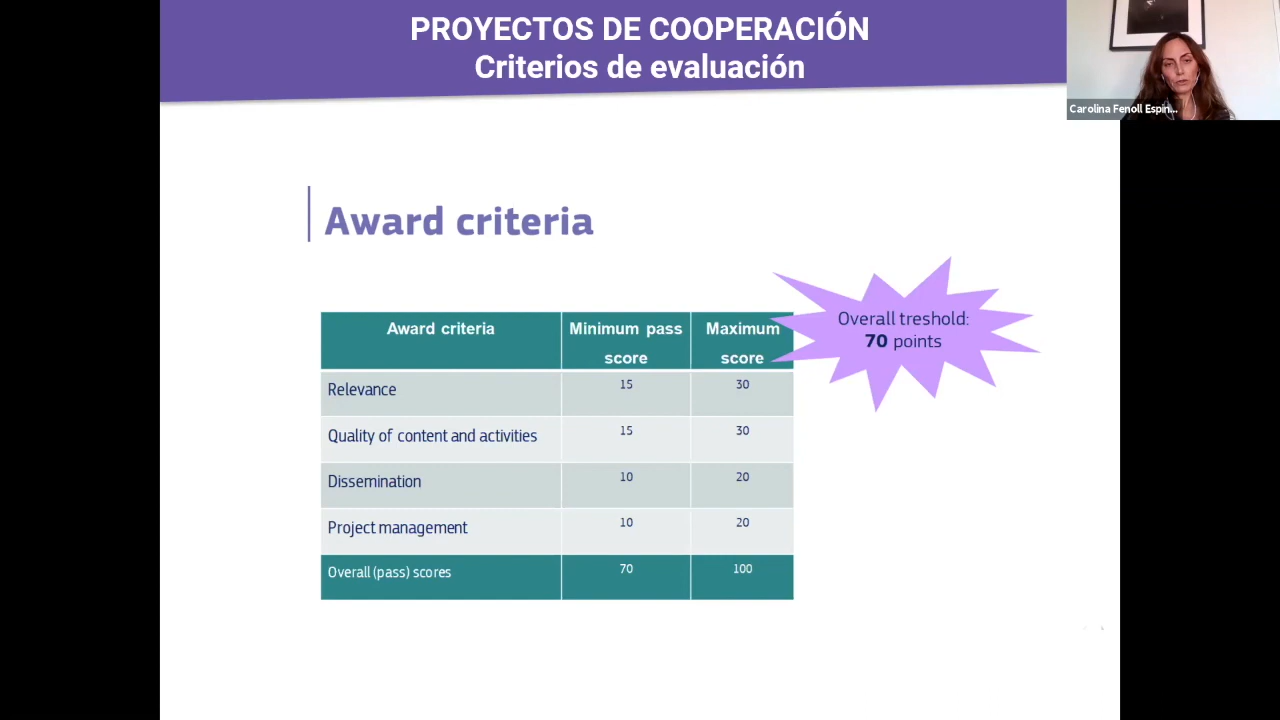 PROYECTOS DE COOPERACIÓN
Criterios de evaluación
Carolina Fenoll Espin...
Award criteria
Overall treshold:
70 points
Award criteria Minimum pass score Maximum score
Relevance 15 30
Quality of content and activities 15 30
Dissemination 10 20
Project management 10 20
Overall (pass) scores 70 100